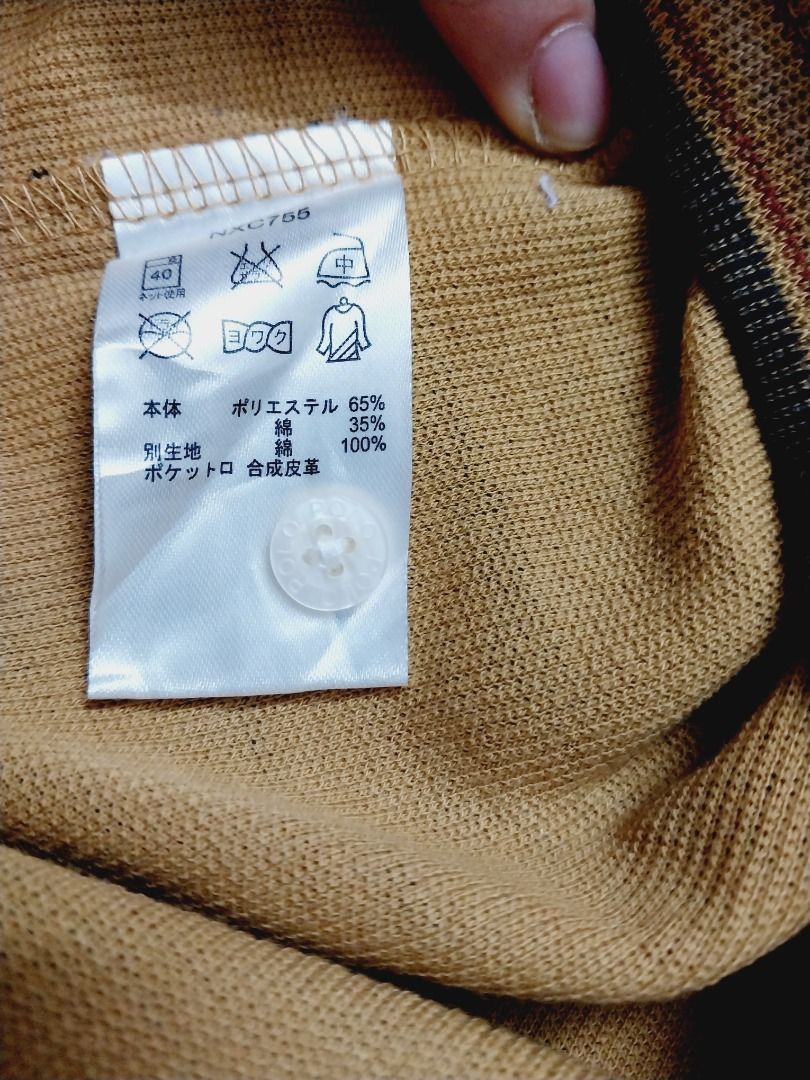 NXC755
40
ネット使用
中
ヨワク
本体 ポリエステル 65%
綿 35%
別生地 綿 100%
ポケット口 合成皮革
POLO
POLO